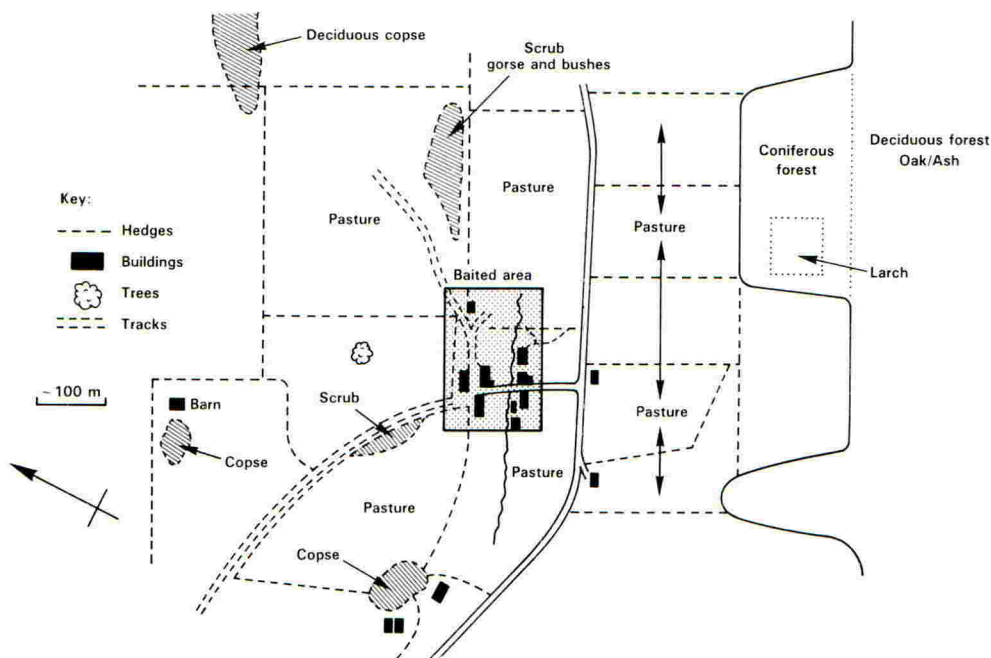 Deciduous copse
Scrub
gorse and bushes
Deciduous forest
Oak/Ash
Coniferous
forest
Pasture
Pasture
Pasture
Key:
Hedges
Buildings
Trees
Tracks
Larch
Baited area
~100 m
Barn
Scrub
Pasture
Copse
Pasture
Pasture
Copse